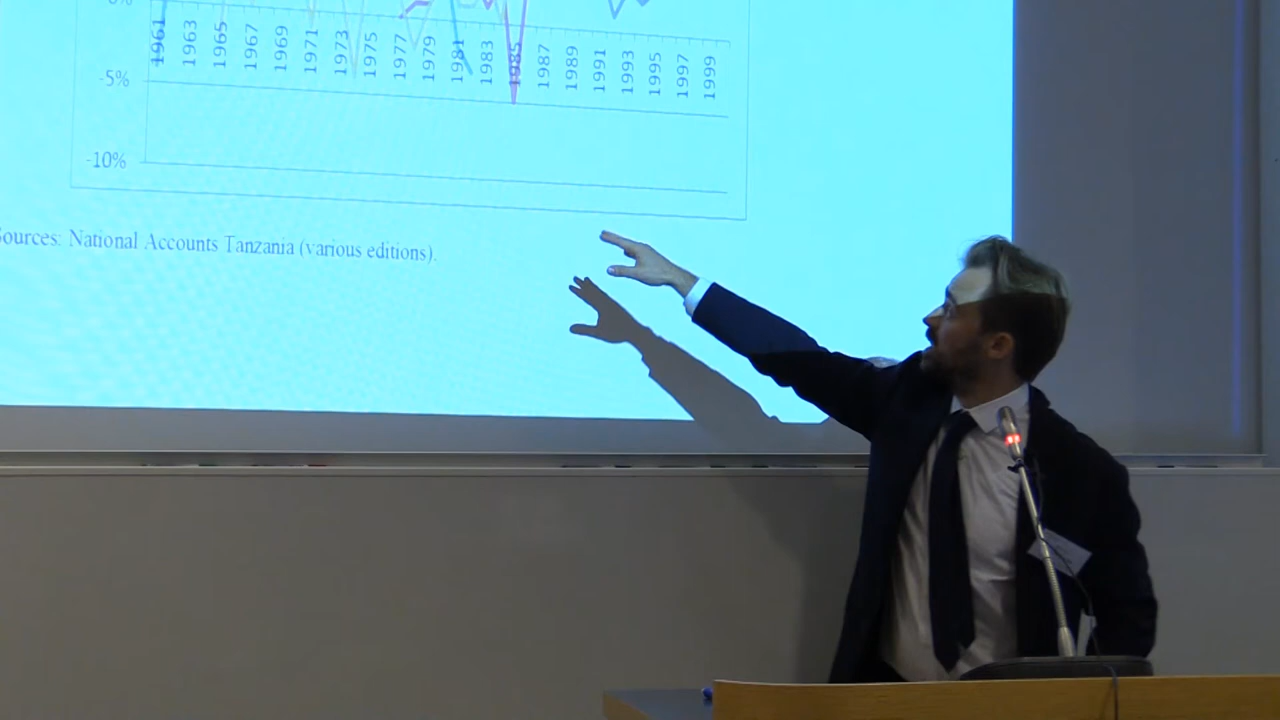 0%
1961 1963 1965 1967 1969 1971 1973 1975 1977 1979 1981 1983 1985 1987 1989 1991 1993 1995 1997 1999
-5%
-10%
Sources: National Accounts Tanzania (various editions).